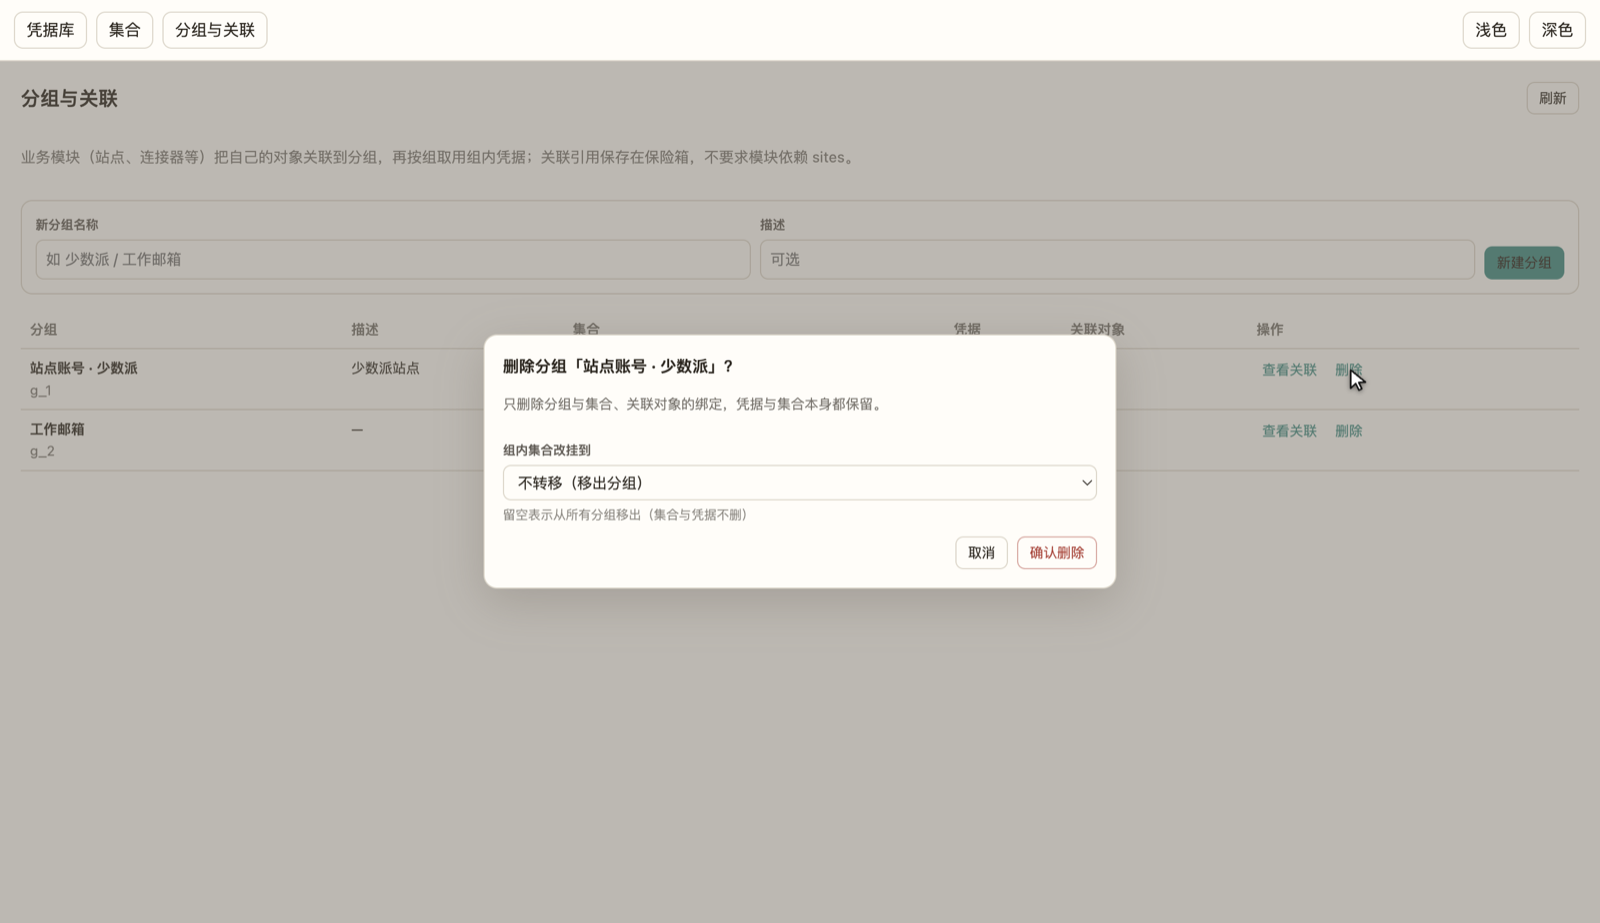 凭据库 集合 分组与关联 浅色 深色
分组与关联 刷新
业务模块（站点、连接器等）把自己的对象关联到分组，再按组取用组内凭据；关联引用保存在保险箱，不要求模块依赖 sites。
新分组名称 描述
如 少数派 / 工作邮箱 可选 新建分组
分组 描述 集合 凭据 关联对象 操作
站点账号 · 少数派 少数派站点 查看关联 删除
g_1
工作邮箱 — 查看关联 删除
g_2
删除分组「站点账号 · 少数派」？
只删除分组与集合、关联对象的绑定，凭据与集合本身都保留。
组内集合改挂到
不转移（移出分组）
留空表示从所有分组移出（集合与凭据不删）
取消 确认删除